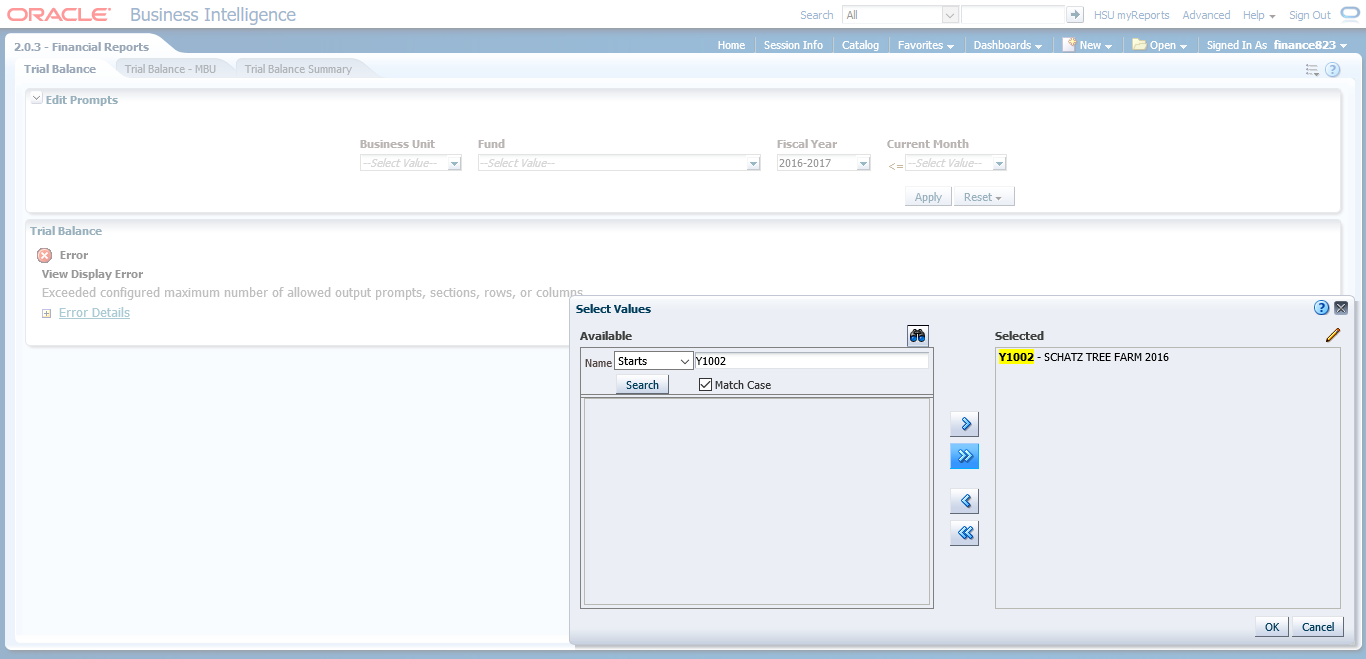 ORACLE Business Intelligence Search All HSU myReports Advanced Help Sign Out
2.0.3 - Financial Reports Home Session Info Catalog Favorites Dashboards New Open Signed In As finance823
Trial Balance Trial Balance - MBU Trial Balance Summary
Edit Prompts
Business Unit Fund Fiscal Year Current Month
--Select Value-- --Select Value-- 2016-2017 <= --Select Value--
Apply Reset
Trial Balance
Error
View Display Error
Exceeded configured maximum number of allowed output prompts, sections, rows, or columns.
Error Details
Select Values
Available Selected
Name Starts Y1002
Search Match Case
Y1002 - SCHATZ TREE FARM 2016
OK Cancel